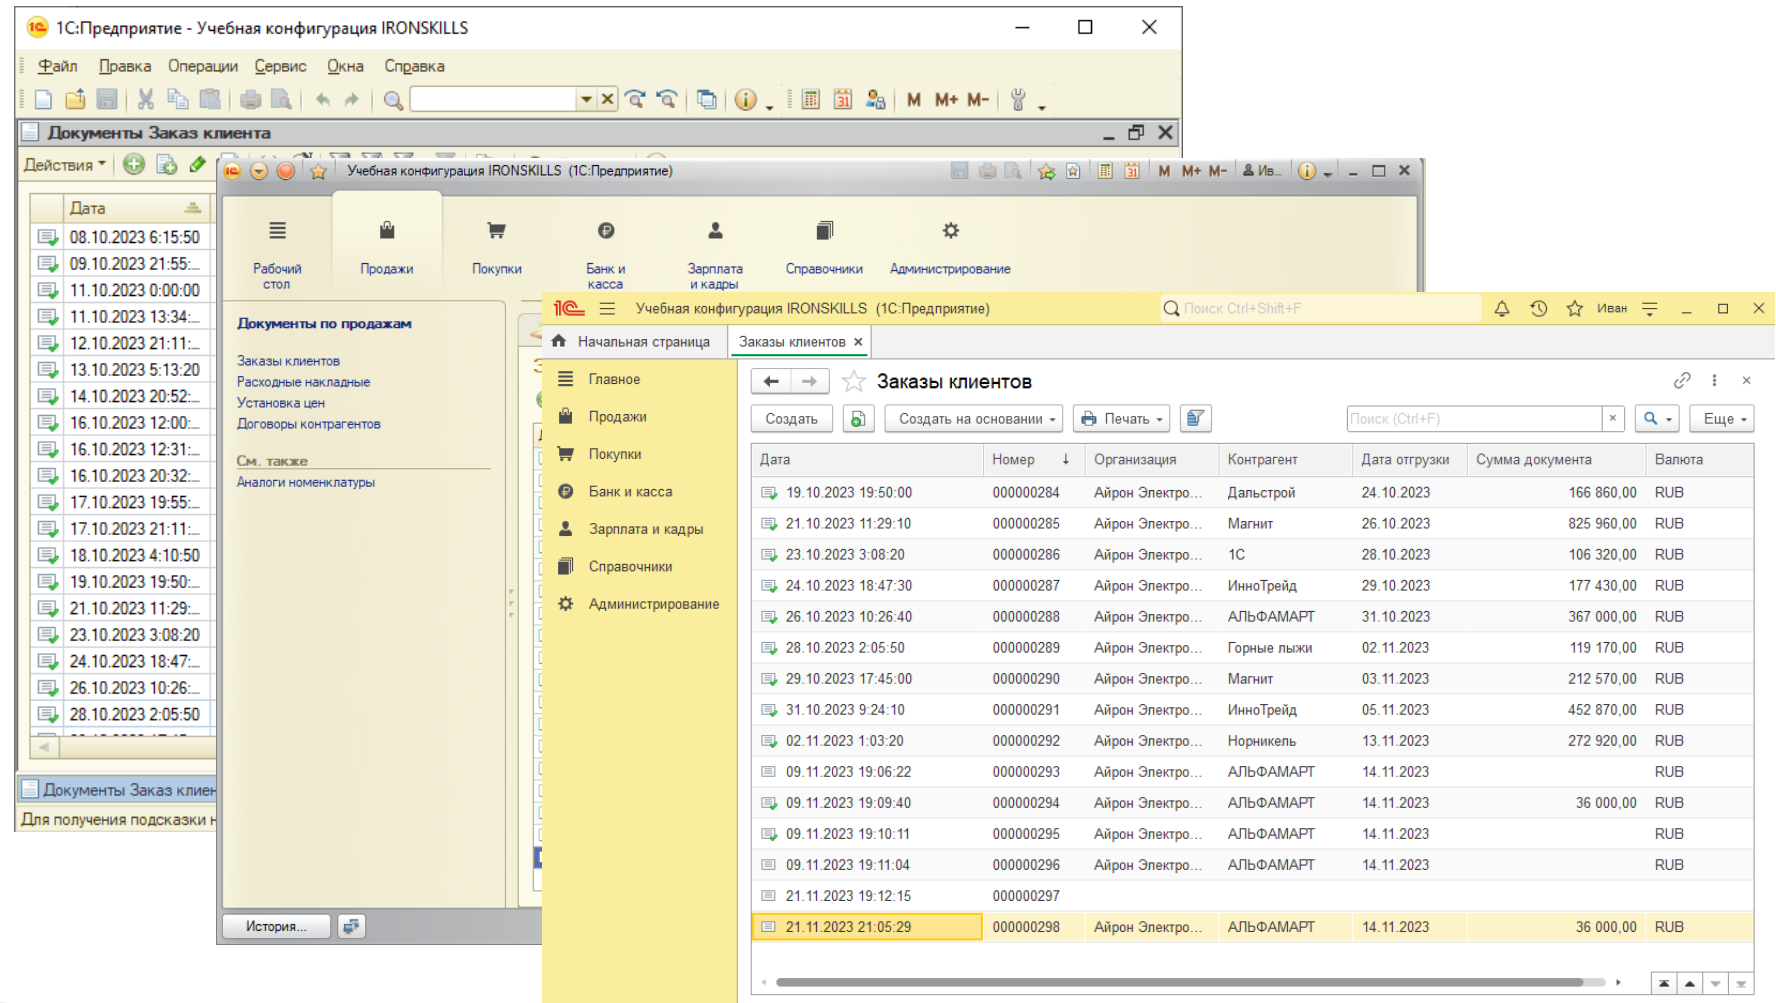 1С:Предприятие - Учебная конфигурация IRONSKILLS
Файл Правка Операции Сервис Окна Справка
31 М М+ М-
Документы Заказ клиента
Действия
Дата
08.10.2023 6:15:50
09.10.2023 21:55:...
11.10.2023 0:00:00
11.10.2023 13:34:...
12.10.2023 21:11:...
13.10.2023 5:13:20
14.10.2023 20:52:...
16.10.2023 12:00:...
16.10.2023 12:31:...
16.10.2023 20:32:...
17.10.2023 19:55:...
17.10.2023 21:11:...
18.10.2023 4:10:50
19.10.2023 19:50:...
21.10.2023 11:29:...
23.10.2023 3:08:20
24.10.2023 18:47:...
26.10.2023 10:26:...
28.10.2023 2:05:50
Документы Заказ клиен
Для получения подсказки н
Учебная конфигурация IRONSKILLS (1С:Предприятие) 31 М М+ М- Ив...
Рабочий стол
Продажи
Покупки
Банк и касса
Зарплата и кадры
Справочники
Администрирование
Документы по продажам
Заказы клиентов
Расходные накладные
Установка цен
Договоры контрагентов
См. также
Аналоги номенклатуры
История...
1С Учебная конфигурация IRONSKILLS (1С:Предприятие) Поиск Ctrl+Shift+F Иван
Начальная страница Заказы клиентов
Главное
Продажи
Покупки
Банк и касса
Зарплата и кадры
Справочники
Администрирование
Заказы клиентов
Создать Создать на основании Печать Поиск (Ctrl+F) Еще
Дата Номер ↓ Организация Контрагент Дата отгрузки Сумма документа Валюта
19.10.2023 19:50:00 000000284 Айрон Электро... Дальстрой 24.10.2023 166 860,00 RUB
21.10.2023 11:29:10 000000285 Айрон Электро... Магнит 26.10.2023 825 960,00 RUB
23.10.2023 3:08:20 000000286 Айрон Электро... 1С 28.10.2023 106 320,00 RUB
24.10.2023 18:47:30 000000287 Айрон Электро... ИнноТрейд 29.10.2023 177 430,00 RUB
26.10.2023 10:26:40 000000288 Айрон Электро... АЛЬФАМАРТ 31.10.2023 367 000,00 RUB
28.10.2023 2:05:50 000000289 Айрон Электро... Горные лыжи 02.11.2023 119 170,00 RUB
29.10.2023 17:45:00 000000290 Айрон Электро... Магнит 03.11.2023 212 570,00 RUB
31.10.2023 9:24:10 000000291 Айрон Электро... ИнноТрейд 05.11.2023 452 870,00 RUB
02.11.2023 1:03:20 000000292 Айрон Электро... Норникель 13.11.2023 272 920,00 RUB
09.11.2023 19:06:22 000000293 Айрон Электро... АЛЬФАМАРТ 14.11.2023 RUB
09.11.2023 19:09:40 000000294 Айрон Электро... АЛЬФАМАРТ 14.11.2023 36 000,00 RUB
09.11.2023 19:10:11 000000295 Айрон Электро... АЛЬФАМАРТ 14.11.2023 RUB
09.11.2023 19:11:04 000000296 Айрон Электро... АЛЬФАМАРТ 14.11.2023 RUB
21.11.2023 19:12:15 000000297
21.11.2023 21:05:29 000000298 Айрон Электро... АЛЬФАМАРТ 14.11.2023 36 000,00 RUB